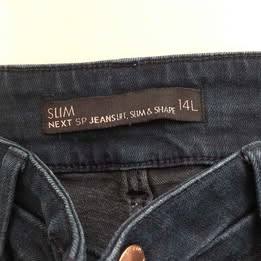 SLIM
NEXT SP JEANS LIFT, SLIM & SHAPE 14L